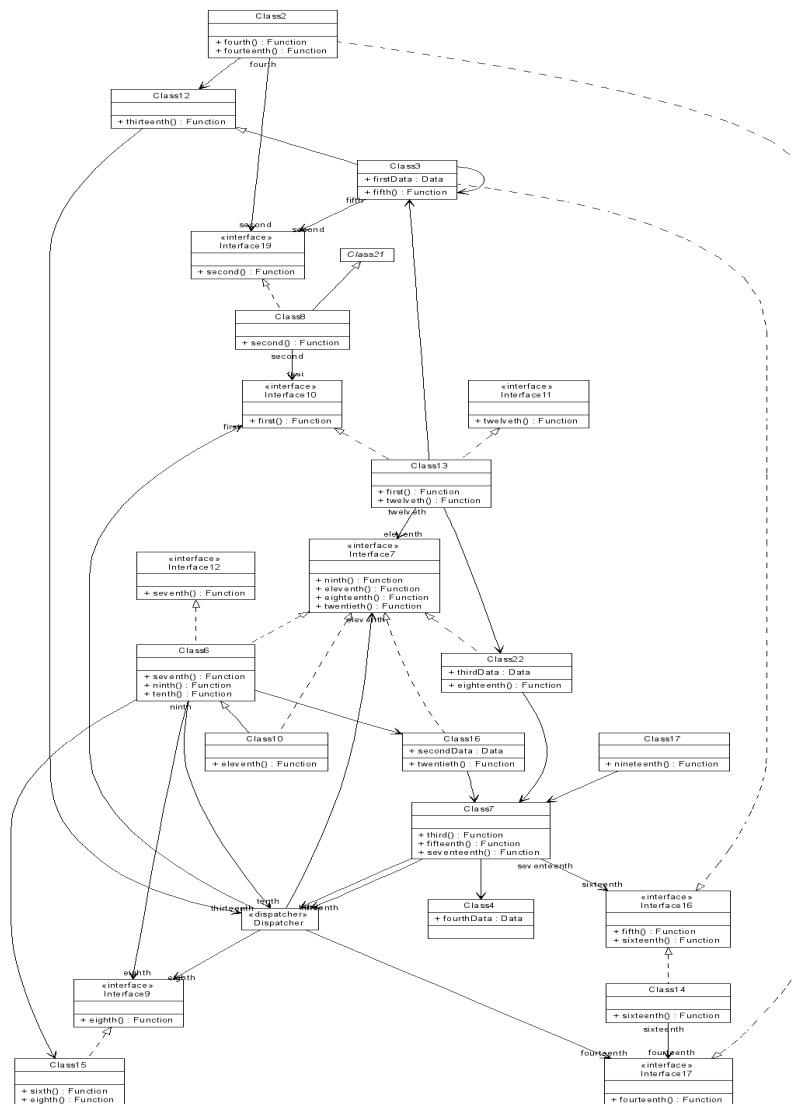 Class2
+ fourth() : Function
+ fourteenth() : Function
fourth
Class12
+ thirteenth() : Function
Class3
+ firstData : Data
+ fifth() : Function
fifth
second
second
«interface»
Interface19
+ second() : Function
Class21
Class8
+ second() : Function
second
first
«interface»
Interface10
+ first() : Function
first
«interface»
Interface11
+ twelveth() : Function
Class13
+ first() : Function
+ twelveth() : Function
twelveth
eleventh
«interface»
Interface7
+ ninth() : Function
+ eleventh() : Function
+ eighteenth() : Function
+ twentieth() : Function
eleventh
«interface»
Interface12
+ seventh() : Function
Class6
+ seventh() : Function
+ ninth() : Function
+ tenth() : Function
ninth
Class22
+ thirdData : Data
+ eighteenth() : Function
Class10
+ eleventh() : Function
Class16
+ secondData : Data
+ twentieth() : Function
Class17
+ nineteenth() : Function
Class7
+ third() : Function
+ fifteenth() : Function
+ seventeenth() : Function
seventeenth
sixteenth
tenth
thirteenth
fifteenth
«dispatcher»
Dispatcher
Class4
+ fourthData : Data
«interface»
Interface16
+ fifth() : Function
+ sixteenth() : Function
eighth
eighth
«interface»
Interface9
+ eighth() : Function
Class14
+ sixteenth() : Function
sixteenth
fourteenth
fourteenth
Class15
+ sixth() : Function
+ eighth() : Function
«interface»
Interface17
+ fourteenth() : Function